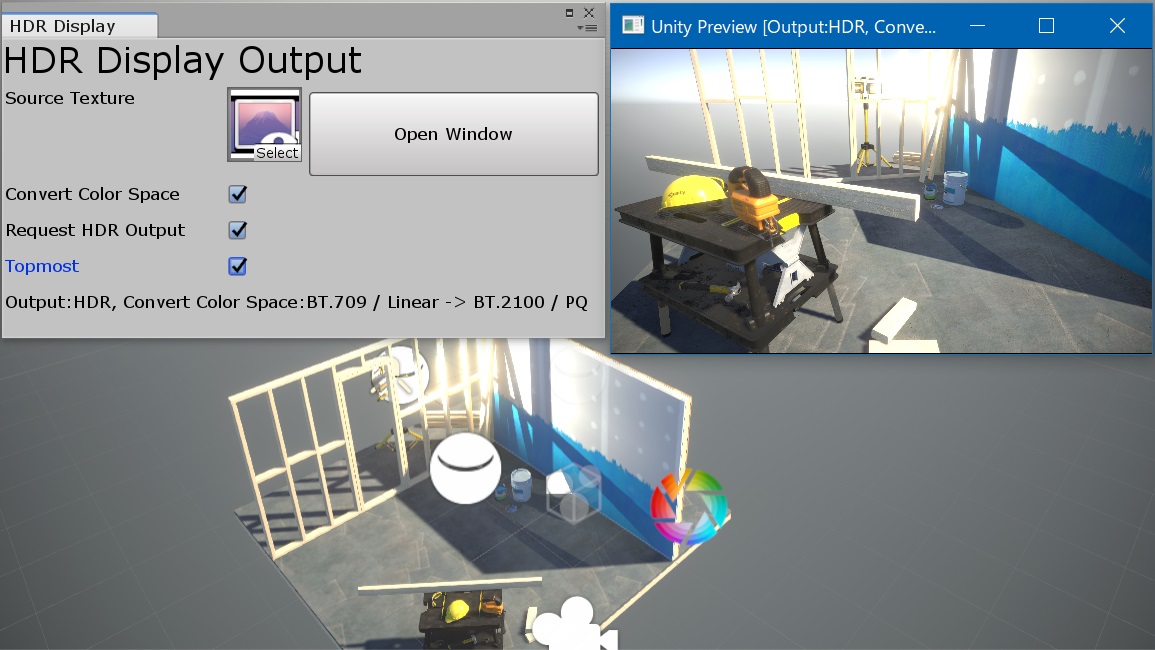 HDR Display
HDR Display Output
Source Texture
Select
Open Window
Convert Color Space
Request HDR Output
Topmost
Output:HDR, Convert Color Space:BT.709 / Linear -> BT.2100 / PQ
Unity Preview [Output:HDR, Conve...